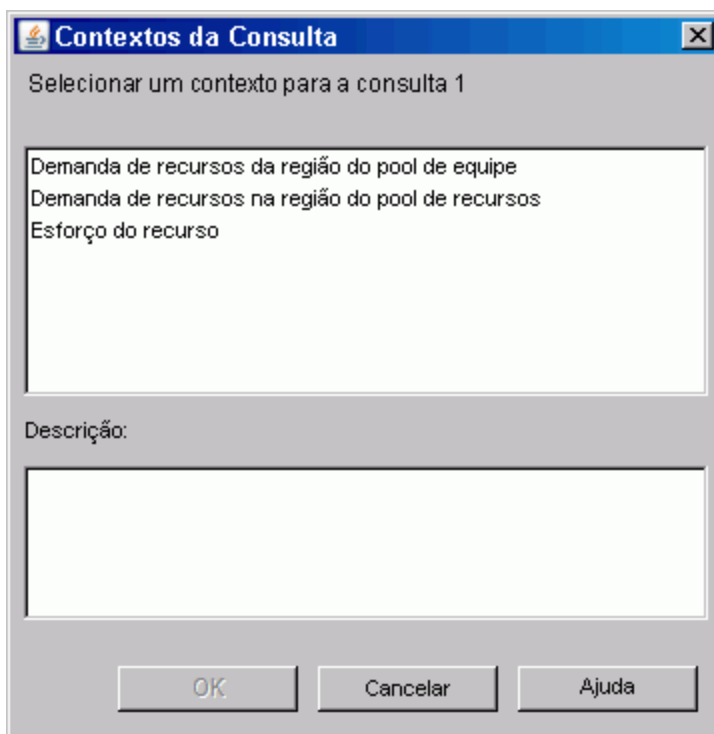 Contextos da Consulta
Selecionar um contexto para a consulta 1
Demanda de recursos da região do pool de equipe
Demanda de recursos na região do pool de recursos
Esforço do recurso
Descrição:
OK
Cancelar
Ajuda